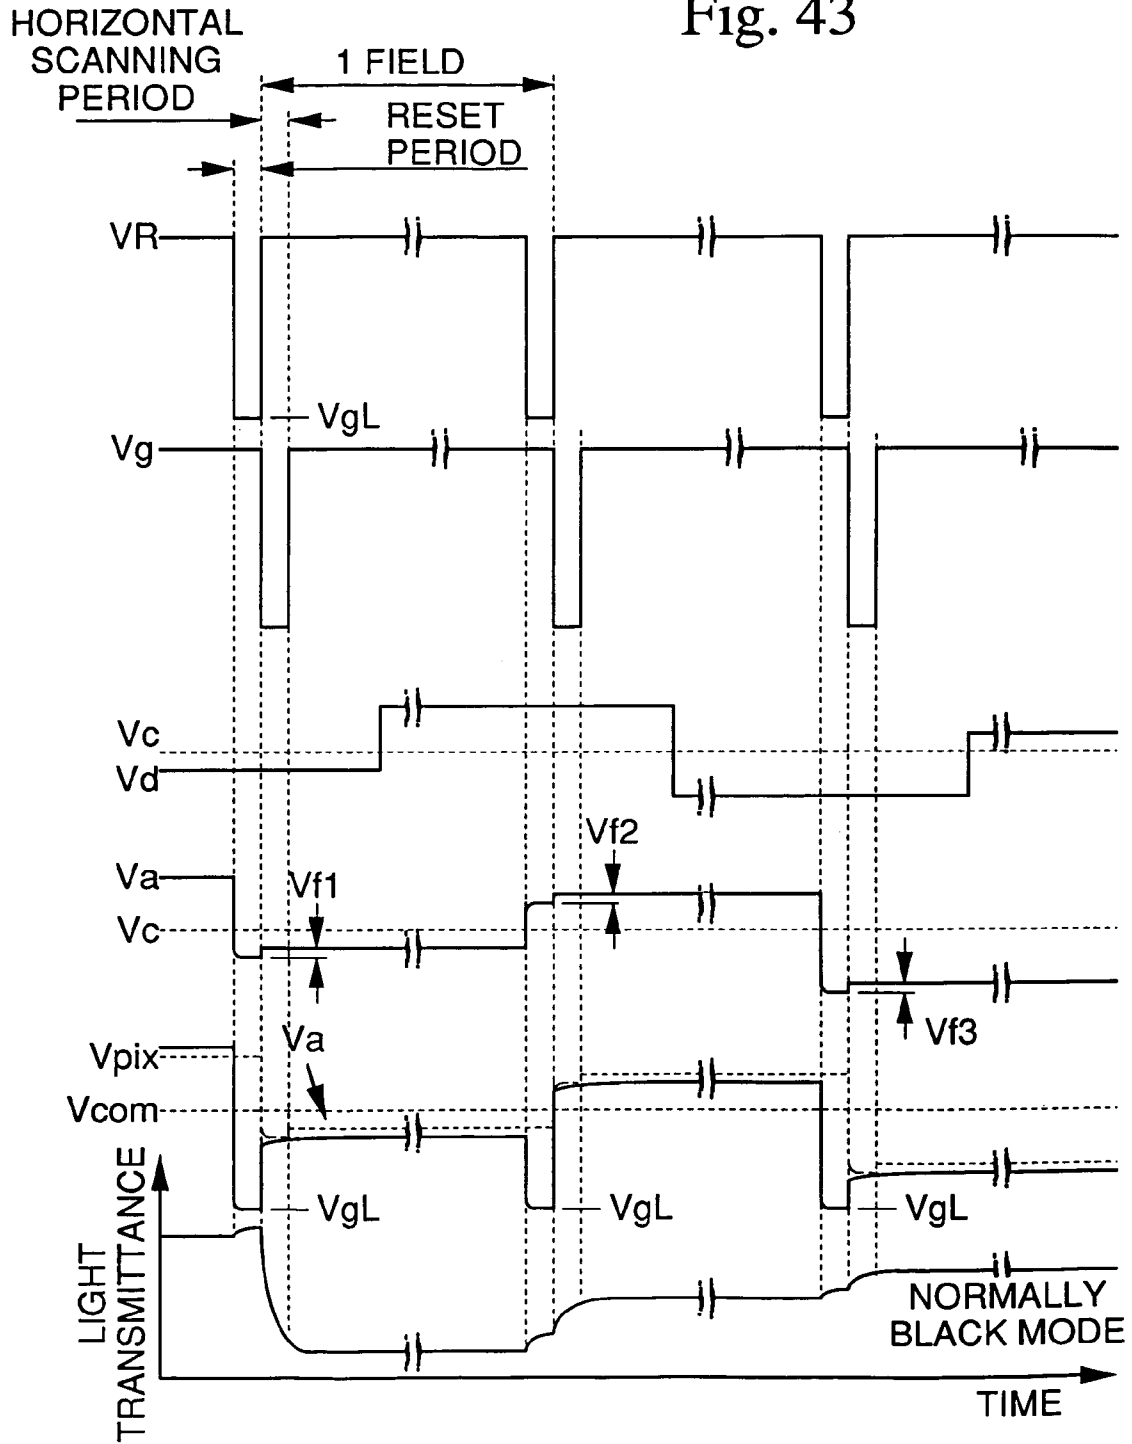 Fig. 43
HORIZONTAL
SCANNING
PERIOD
1 FIELD
RESET
PERIOD
VR
VgL
Vg
Vc
Vd
Vf2
Va
Vf1
Vc
Vf3
Va
Vpix
Vcom
VgL
VgL
VgL
LIGHT
TRANSMITTANCE
NORMALLY
BLACK MODE
TIME